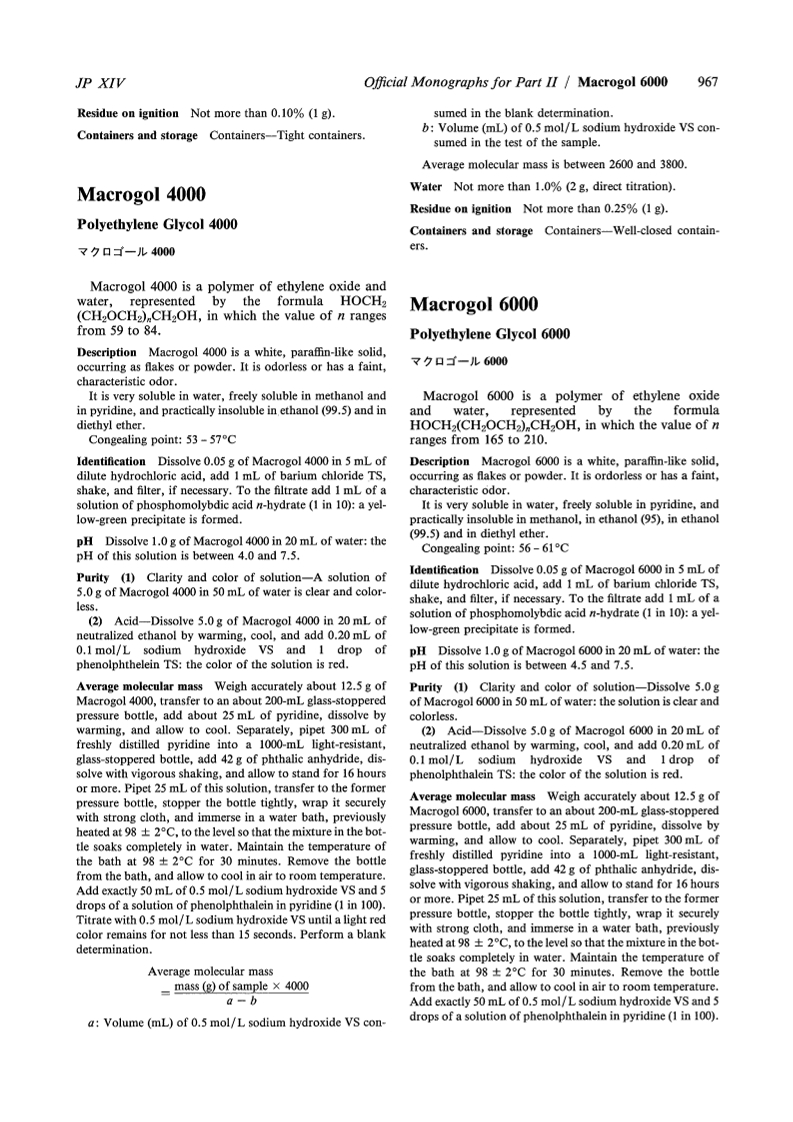 JP XIV
Official Monographs for Part II / Macrogol 6000 967
Residue on ignition Not more than 0.10% (1 g).
Containers and storage Containers—Tight containers.
Macrogol 4000
Polyethylene Glycol 4000
マクロゴール 4000
Macrogol 4000 is a polymer of ethylene oxide and
water, represented by the formula HOCH₂
(CH₂OCH₂)ₙCH₂OH, in which the value of n ranges
from 59 to 84.
Description Macrogol 4000 is a white, paraffin-like solid,
occurring as flakes or powder. It is odorless or has a faint,
characteristic odor.
It is very soluble in water, freely soluble in methanol and
in pyridine, and practically insoluble in ethanol (99.5) and in
diethyl ether.
Congealing point: 53 – 57°C
Identification Dissolve 0.05 g of Macrogol 4000 in 5 mL of
dilute hydrochloric acid, add 1 mL of barium chloride TS,
shake, and filter, if necessary. To the filtrate add 1 mL of a
solution of phosphomolybdic acid n-hydrate (1 in 10): a yel-
low-green precipitate is formed.
pH Dissolve 1.0 g of Macrogol 4000 in 20 mL of water: the
pH of this solution is between 4.0 and 7.5.
Purity (1) Clarity and color of solution—A solution of
5.0 g of Macrogol 4000 in 50 mL of water is clear and color-
less.
(2) Acid—Dissolve 5.0 g of Macrogol 4000 in 20 mL of
neutralized ethanol by warming, cool, and add 0.20 mL of
0.1 mol/L sodium hydroxide VS and 1 drop of
phenolphthelein TS: the color of the solution is red.
Average molecular mass Weigh accurately about 12.5 g of
Macrogol 4000, transfer to an about 200-mL glass-stoppered
pressure bottle, add about 25 mL of pyridine, dissolve by
warming, and allow to cool. Separately, pipet 300 mL of
freshly distilled pyridine into a 1000-mL light-resistant,
glass-stoppered bottle, add 42 g of phthalic anhydride, dis-
solve with vigorous shaking, and allow to stand for 16 hours
or more. Pipet 25 mL of this solution, transfer to the former
pressure bottle, stopper the bottle tightly, wrap it securely
with strong cloth, and immerse in a water bath, previously
heated at 98 ± 2°C, to the level so that the mixture in the bot-
tle soaks completely in water. Maintain the temperature of
the bath at 98 ± 2°C for 30 minutes. Remove the bottle
from the bath, and allow to cool in air to room temperature.
Add exactly 50 mL of 0.5 mol/L sodium hydroxide VS and 5
drops of a solution of phenolphthalein in pyridine (1 in 100).
Titrate with 0.5 mol/L sodium hydroxide VS until a light red
color remains for not less than 15 seconds. Perform a blank
determination.
Average molecular mass
= mass (g) of sample × 4000
a − b
a: Volume (mL) of 0.5 mol/L sodium hydroxide VS con-
sumed in the blank determination.
b: Volume (mL) of 0.5 mol/L sodium hydroxide VS con-
sumed in the test of the sample.
Average molecular mass is between 2600 and 3800.
Water Not more than 1.0% (2 g, direct titration).
Residue on ignition Not more than 0.25% (1 g).
Containers and storage Containers—Well-closed contain-
ers.
Macrogol 6000
Polyethylene Glycol 6000
マクロゴール 6000
Macrogol 6000 is a polymer of ethylene oxide
and water, represented by the formula
HOCH₂(CH₂OCH₂)ₙCH₂OH, in which the value of n
ranges from 165 to 210.
Description Macrogol 6000 is a white, paraffin-like solid,
occurring as flakes or powder. It is ordorless or has a faint,
characteristic odor.
It is very soluble in water, freely soluble in pyridine, and
practically insoluble in methanol, in ethanol (95), in ethanol
(99.5) and in diethyl ether.
Congealing point: 56 – 61°C
Identification Dissolve 0.05 g of Macrogol 6000 in 5 mL of
dilute hydrochloric acid, add 1 mL of barium chloride TS,
shake, and filter, if necessary. To the filtrate add 1 mL of a
solution of phosphomolybdic acid n-hydrate (1 in 10): a yel-
low-green precipitate is formed.
pH Dissolve 1.0 g of Macrogol 6000 in 20 mL of water: the
pH of this solution is between 4.5 and 7.5.
Purity (1) Clarity and color of solution—Dissolve 5.0 g
of Macrogol 6000 in 50 mL of water: the solution is clear and
colorless.
(2) Acid—Dissolve 5.0 g of Macrogol 6000 in 20 mL of
neutralized ethanol by warming, cool, and add 0.20 mL of
0.1 mol/L sodium hydroxide VS and 1 drop of
phenolphthalein TS: the color of the solution is red.
Average molecular mass Weigh accurately about 12.5 g of
Macrogol 6000, transfer to an about 200-mL glass-stoppered
pressure bottle, add about 25 mL of pyridine, dissolve by
warming, and allow to cool. Separately, pipet 300 mL of
freshly distilled pyridine into a 1000-mL light-resistant,
glass-stoppered bottle, add 42 g of phthalic anhydride, dis-
solve with vigorous shaking, and allow to stand for 16 hours
or more. Pipet 25 mL of this solution, transfer to the former
pressure bottle, stopper the bottle tightly, wrap it securely
with strong cloth, and immerse in a water bath, previously
heated at 98 ± 2°C, to the level so that the mixture in the bot-
tle soaks completely in water. Maintain the temperature of
the bath at 98 ± 2°C for 30 minutes. Remove the bottle
from the bath, and allow to cool in air to room temperature.
Add exactly 50 mL of 0.5 mol/L sodium hydroxide VS and 5
drops of a solution of phenolphthalein in pyridine (1 in 100).